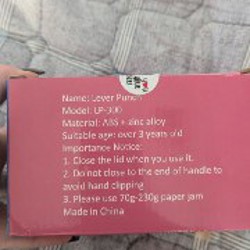 Name: Lever Punch
Model: LP-300
Material: ABS + zinc alloy
Suitable age: over 3 years old
Importance Notice:
1. Close the lid when you use it.
2. Do not close to the end of handle to
avoid hand clipping
3. Please use 70g-230g paper jam
Made in China